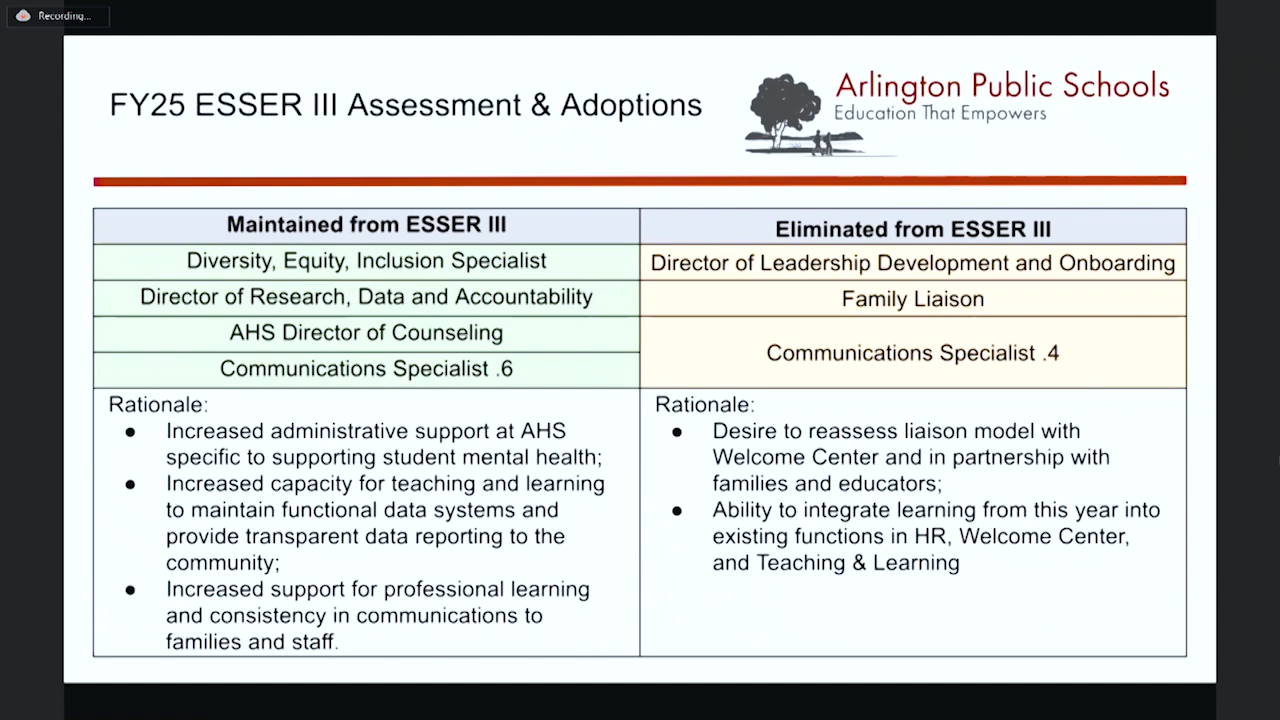 Recording...
FY25 ESSER III Assessment & Adoptions
Arlington Public Schools
Education That Empowers
Maintained from ESSER III
Diversity, Equity, Inclusion Specialist
Director of Research, Data and Accountability
AHS Director of Counseling
Communications Specialist .6
Rationale:
● Increased administrative support at AHS
specific to supporting student mental health;
● Increased capacity for teaching and learning
to maintain functional data systems and
provide transparent data reporting to the
community;
● Increased support for professional learning
and consistency in communications to
families and staff.
Eliminated from ESSER III
Director of Leadership Development and Onboarding
Family Liaison
Communications Specialist .4
Rationale:
● Desire to reassess liaison model with
Welcome Center and in partnership with
families and educators;
● Ability to integrate learning from this year into
existing functions in HR, Welcome Center,
and Teaching & Learning